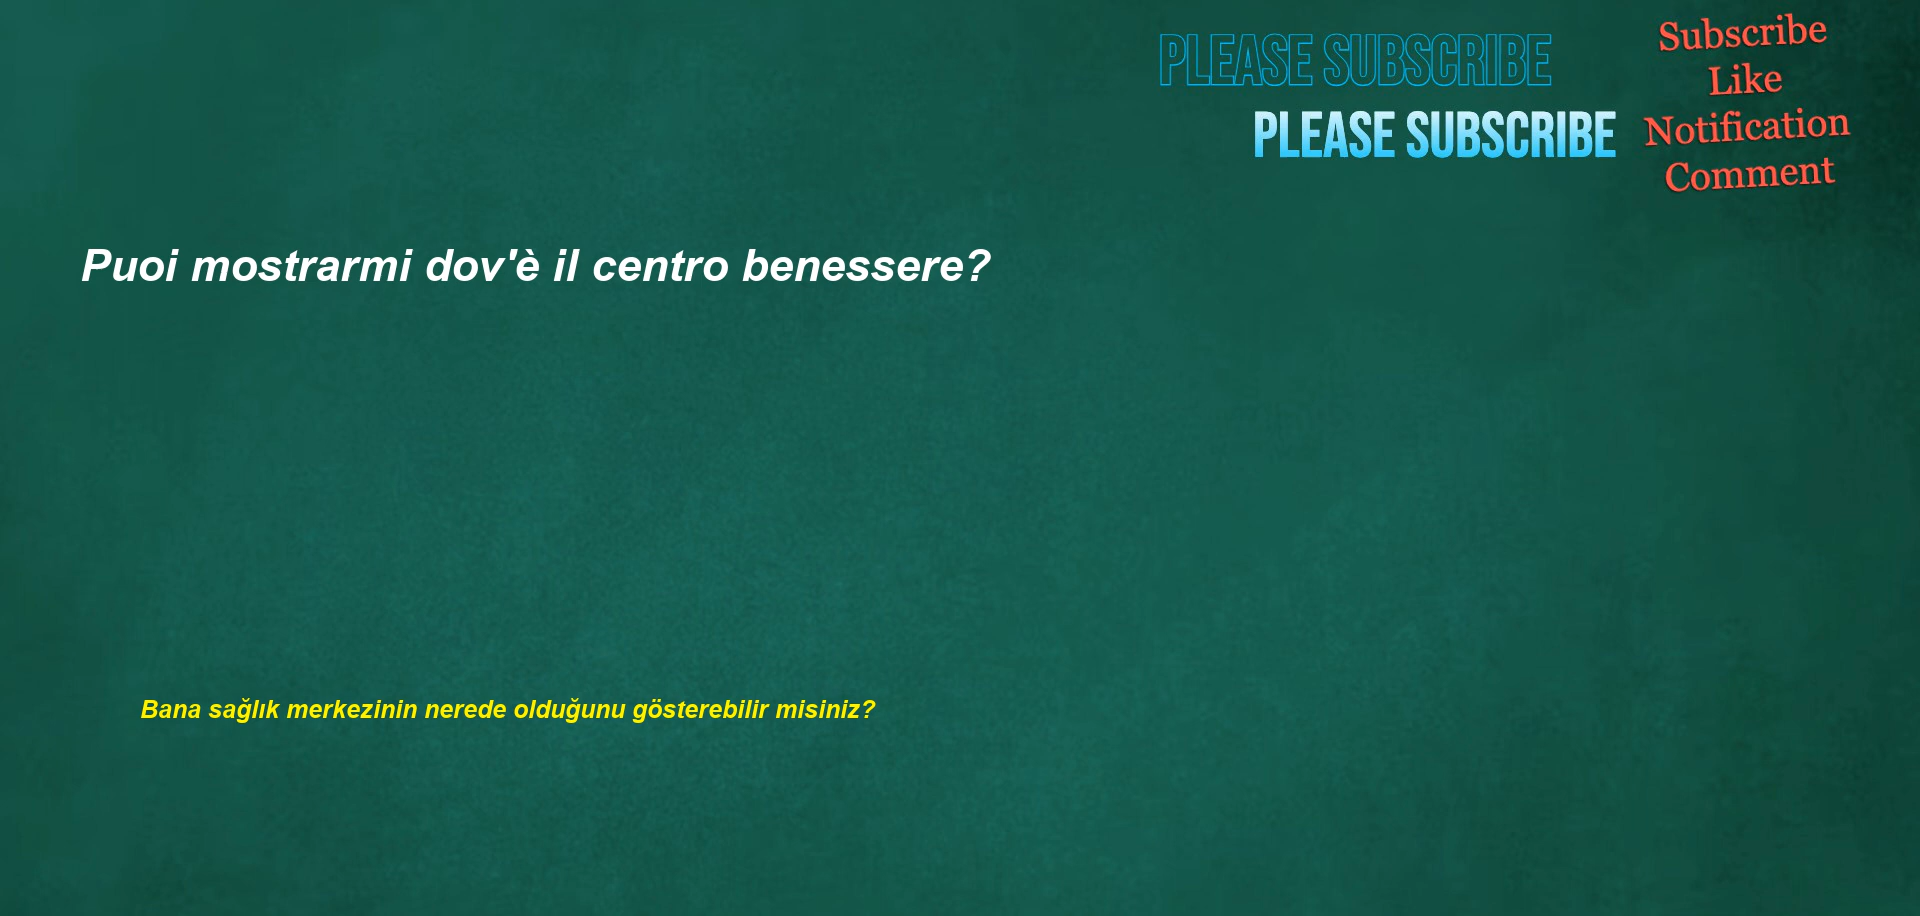 PLEASE SUBSCRIBE
PLEASE SUBSCRIBE
Subscribe
Like
Notification
Comment
Puoi mostrarmi dov'è il centro benessere?
Bana sağlık merkezinin nerede olduğunu gösterebilir misiniz?